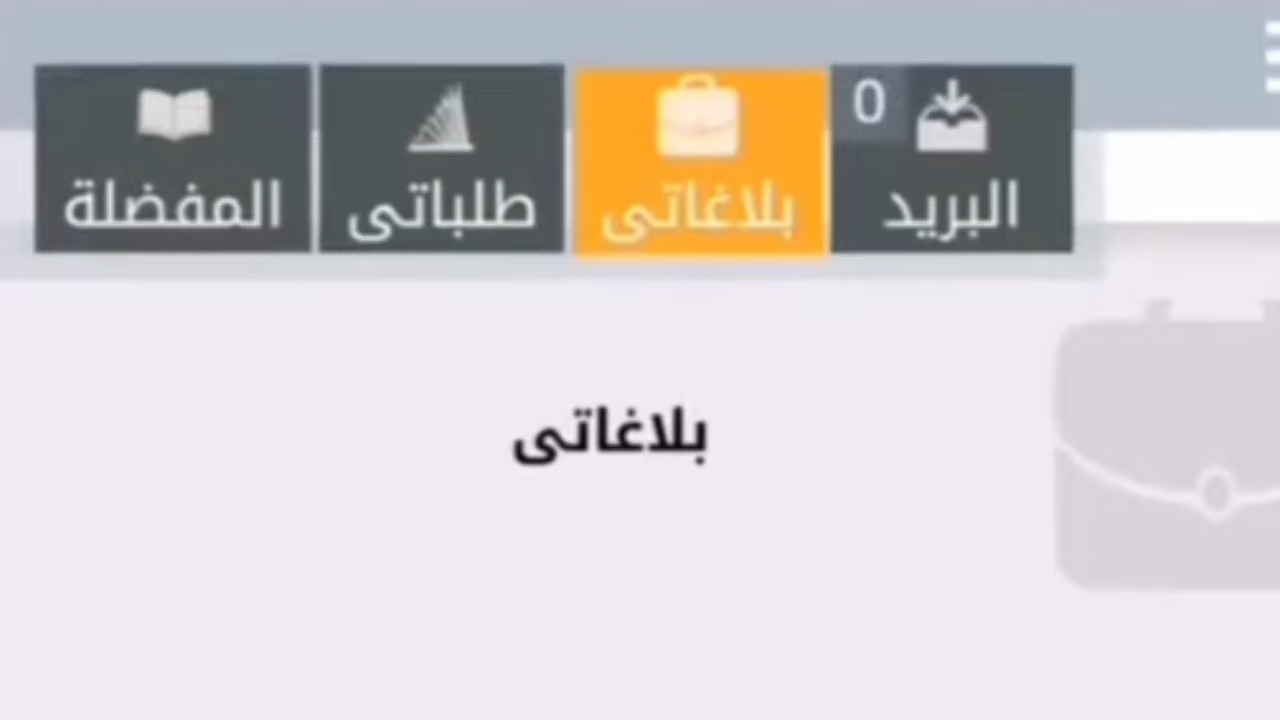 0
البريد
بلاغاتى
طلباتى
المفضلة
بلاغاتى